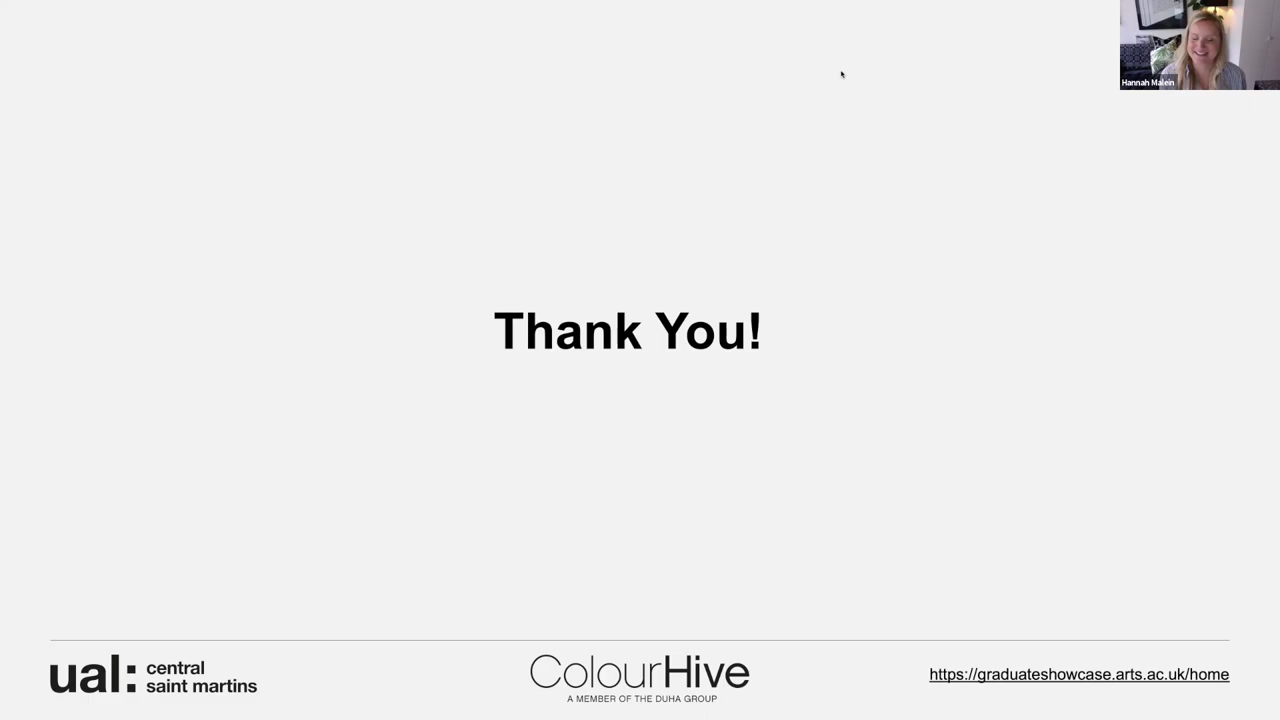 Hannah Malein
Thank You!
ual: central
saint martins
ColourHive
A MEMBER OF THE DUHA GROUP
https://graduateshowcase.arts.ac.uk/home